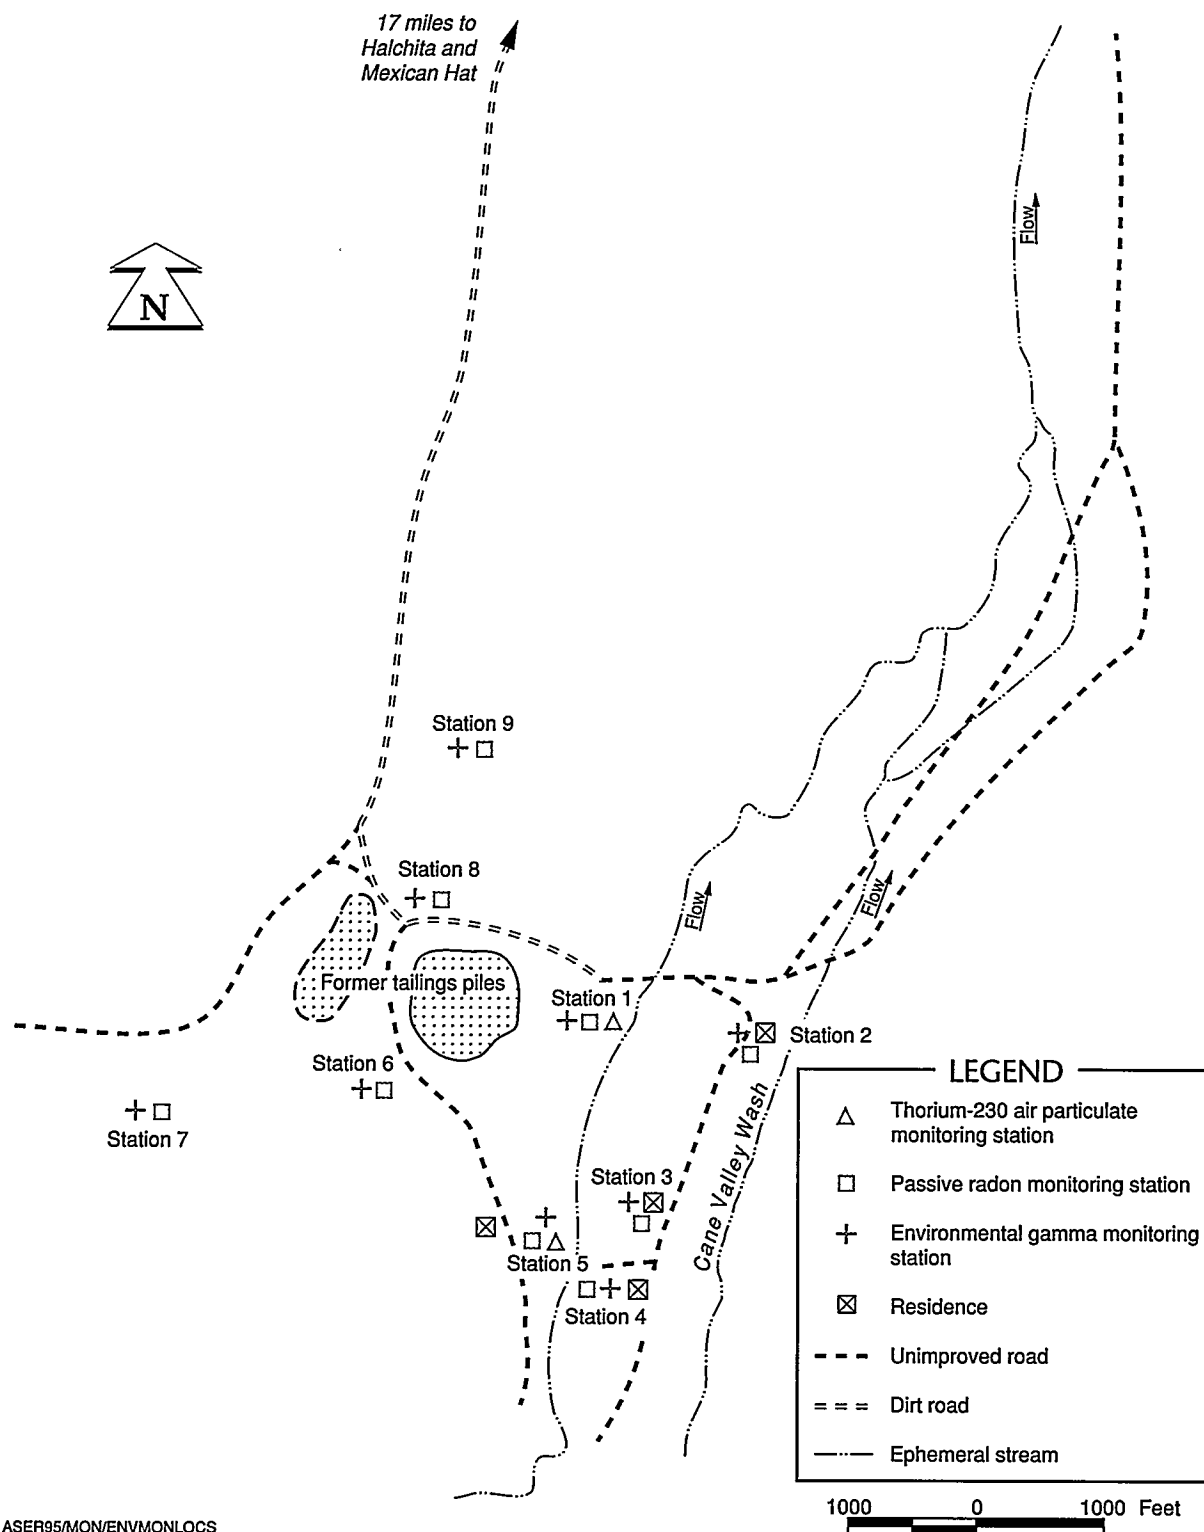 17 miles to
Halchita and
Mexican Hat
Flow
N
Station 9
Station 8
Flow
Flow
Former tailings piles
Station 1
Station 2
Station 6
Station 7
Cane Valley Wash
Station 3
Station 5
Station 4
LEGEND
Thorium-230 air particulate
monitoring station
Passive radon monitoring station
Environmental gamma monitoring
station
Residence
Unimproved road
Dirt road
Ephemeral stream
1000 0 1000 Feet
ASER95/MON/ENVMONLOCS